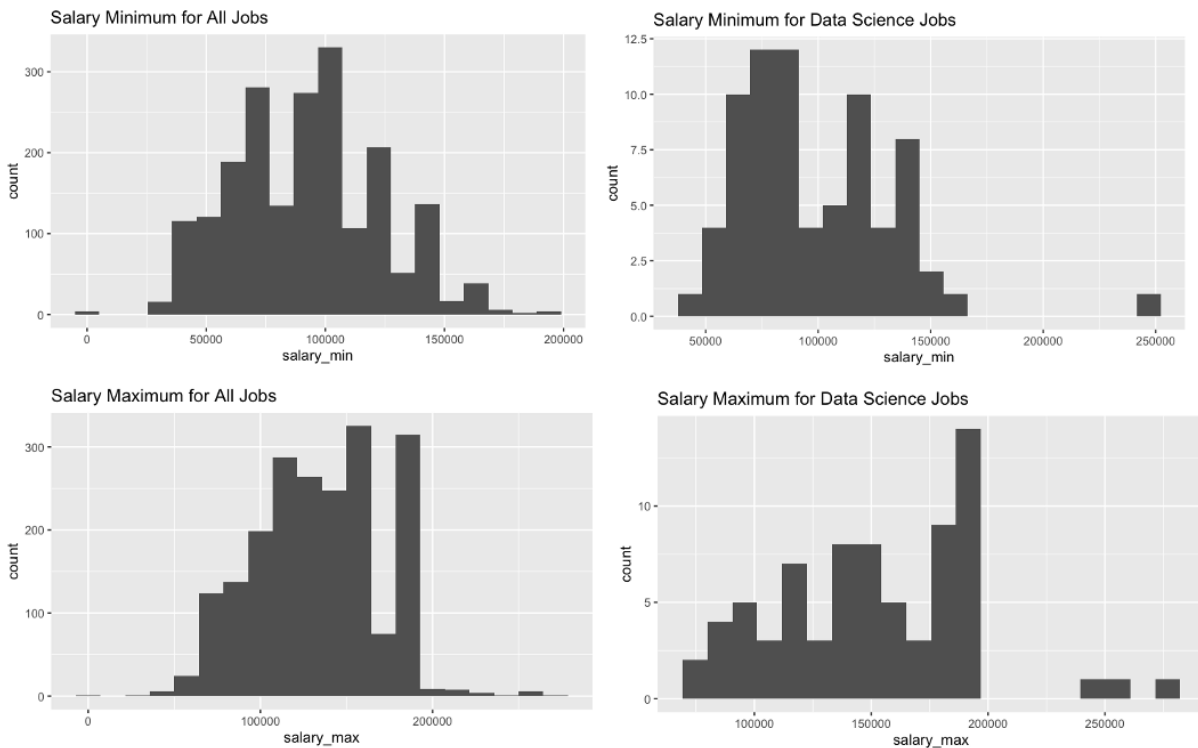 Salary Minimum for All Jobs
300
200
100
0
count
0 50000 100000 150000 200000
salary_min
Salary Minimum for Data Science Jobs
12.5
10.0
7.5
5.0
2.5
0.0
count
50000 100000 150000 200000 250000
salary_min
Salary Maximum for All Jobs
300
200
100
0
count
0 100000 200000
salary_max
Salary Maximum for Data Science Jobs
10
5
0
count
100000 150000 200000 250000
salary_max